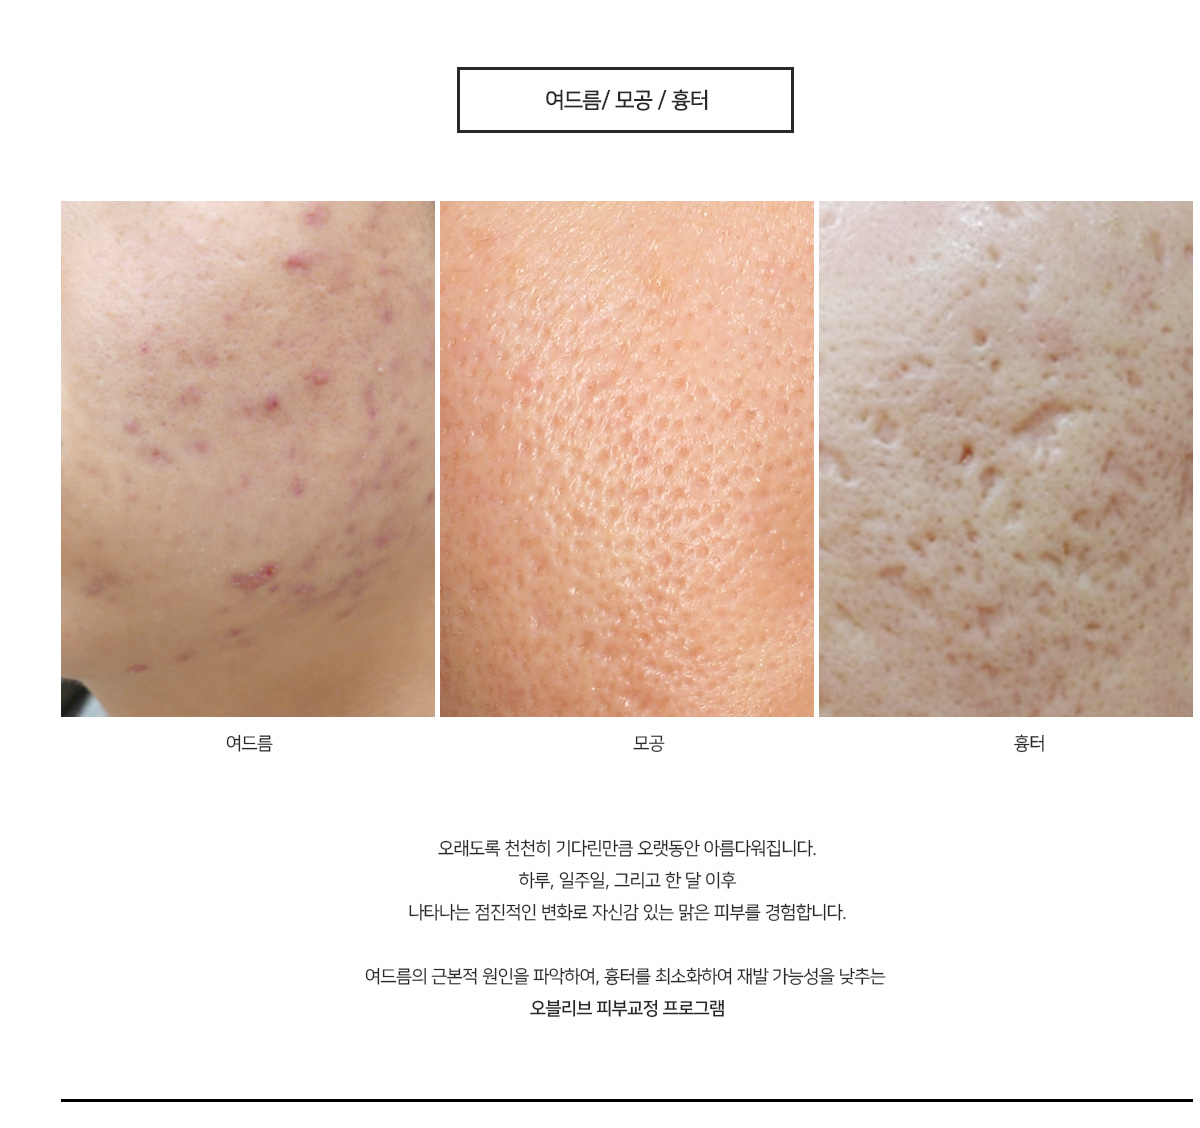 여드름/ 모공 / 흉터
여드름
모공
흉터
오래도록 천천히 기다린만큼 오랫동안 아름다워집니다.
하루, 일주일, 그리고 한 달 이후
나타나는 점진적인 변화로 자신감 있는 맑은 피부를 경험합니다.
여드름의 근본적 원인을 파악하여, 흉터를 최소화하여 재발 가능성을 낮추는
오블리브 피부교정 프로그램